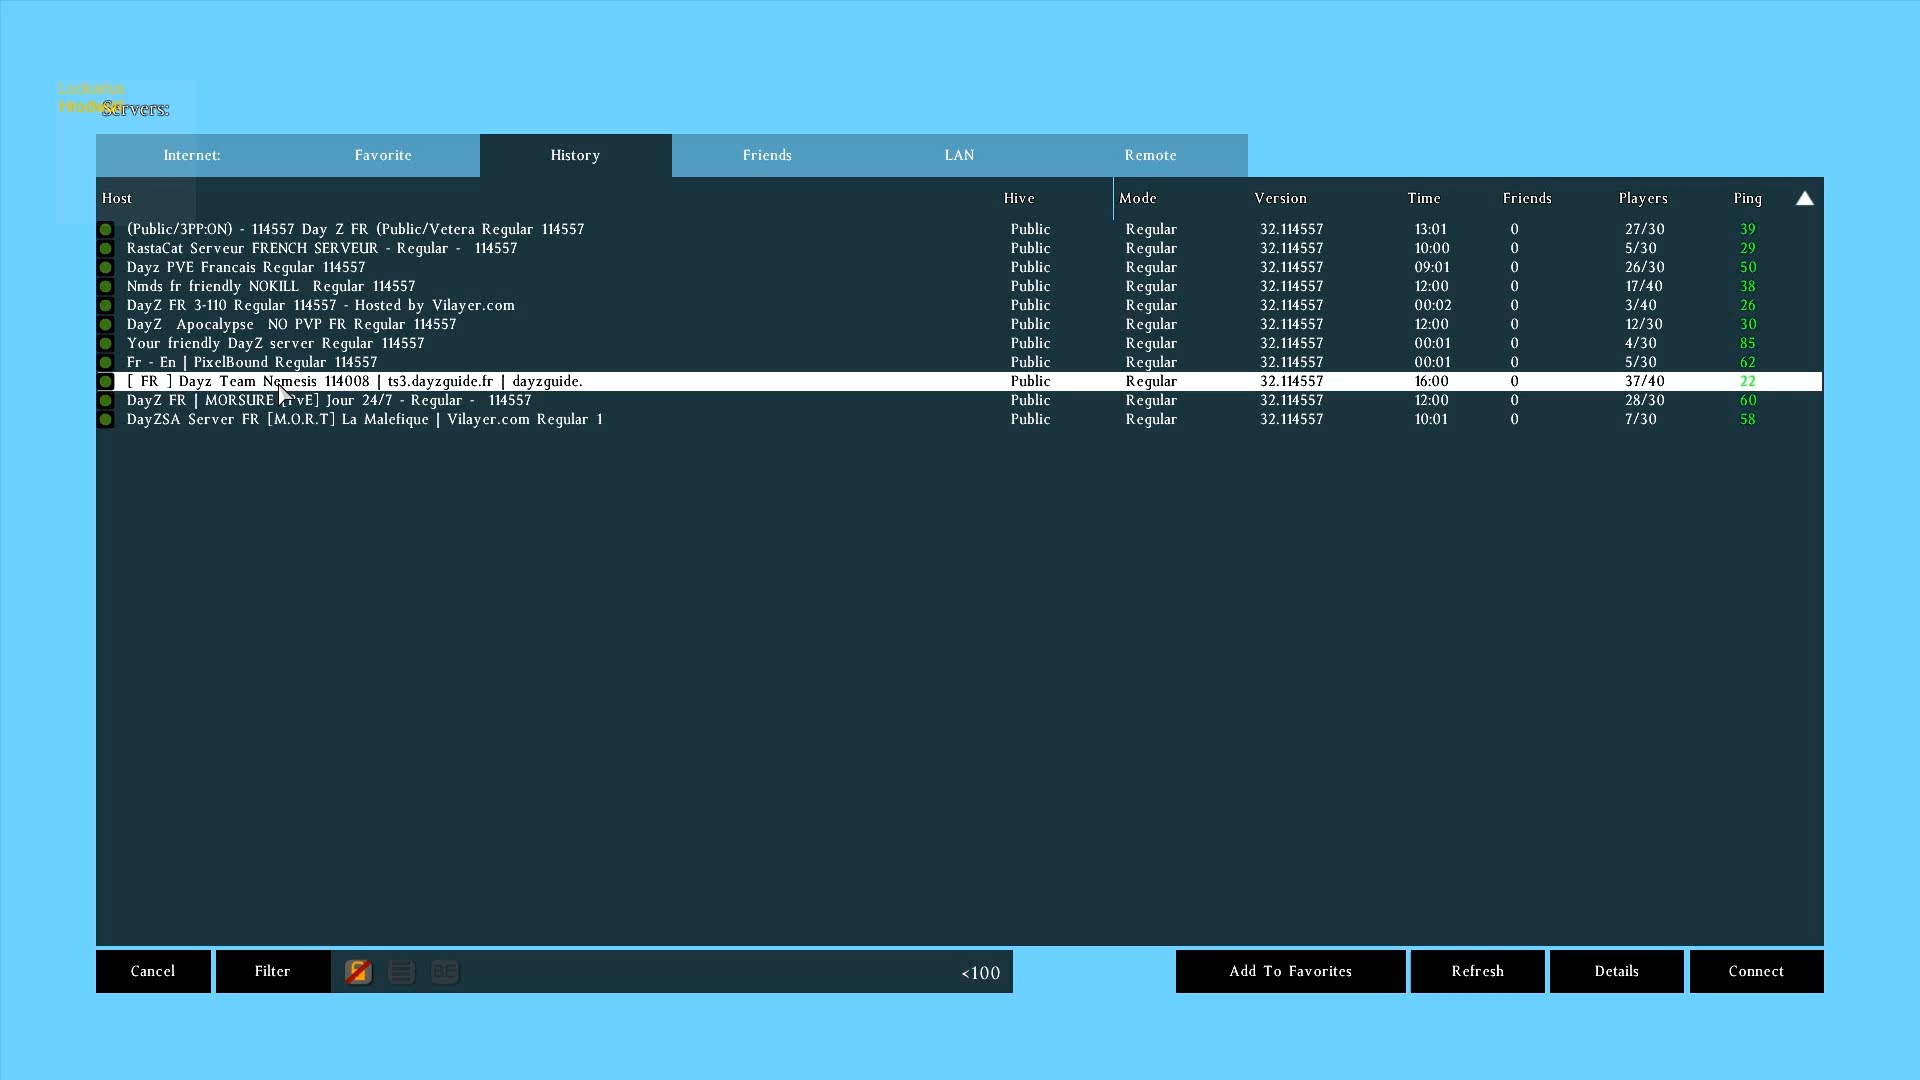 Servers:
Internet: Favorite History Friends LAN Remote
Host Hive Mode Version Time Friends Players Ping
(Public/3PP:ON) - 114557 Day Z FR (Public/Vetera Regular 114557 Public Regular 32.114557 13:01 0 27/30 39
RastaCat Serveur FRENCH SERVEUR - Regular - 114557 Public Regular 32.114557 10:00 0 5/30 29
Dayz PVE Francais Regular 114557 Public Regular 32.114557 09:01 0 26/30 50
Nmds fr friendly NOKILL Regular 114557 Public Regular 32.114557 12:00 0 17/40 38
DayZ FR 3-110 Regular 114557 - Hosted by Vilayer.com Public Regular 32.114557 00:02 0 3/40 26
DayZ Apocalypse NO PVP FR Regular 114557 Public Regular 32.114557 12:00 0 12/30 30
Your friendly DayZ server Regular 114557 Public Regular 32.114557 00:01 0 4/30 85
Fr - En | PixelBound Regular 114557 Public Regular 32.114557 00:01 0 5/30 62
[ FR ] Dayz Team Nemesis 114008 | ts3.dayzguide.fr | dayzguide. Public Regular 32.114557 16:00 0 37/40 22
DayZ FR | MORSURE [PvE] Jour 24/7 - Regular - 114557 Public Regular 32.114557 12:00 0 28/30 60
DayZSA Server FR [M.O.R.T] La Malefique | Vilayer.com Regular 1 Public Regular 32.114557 10:01 0 7/30 58
Cancel Filter BE <100 Add To Favorites Refresh Details Connect